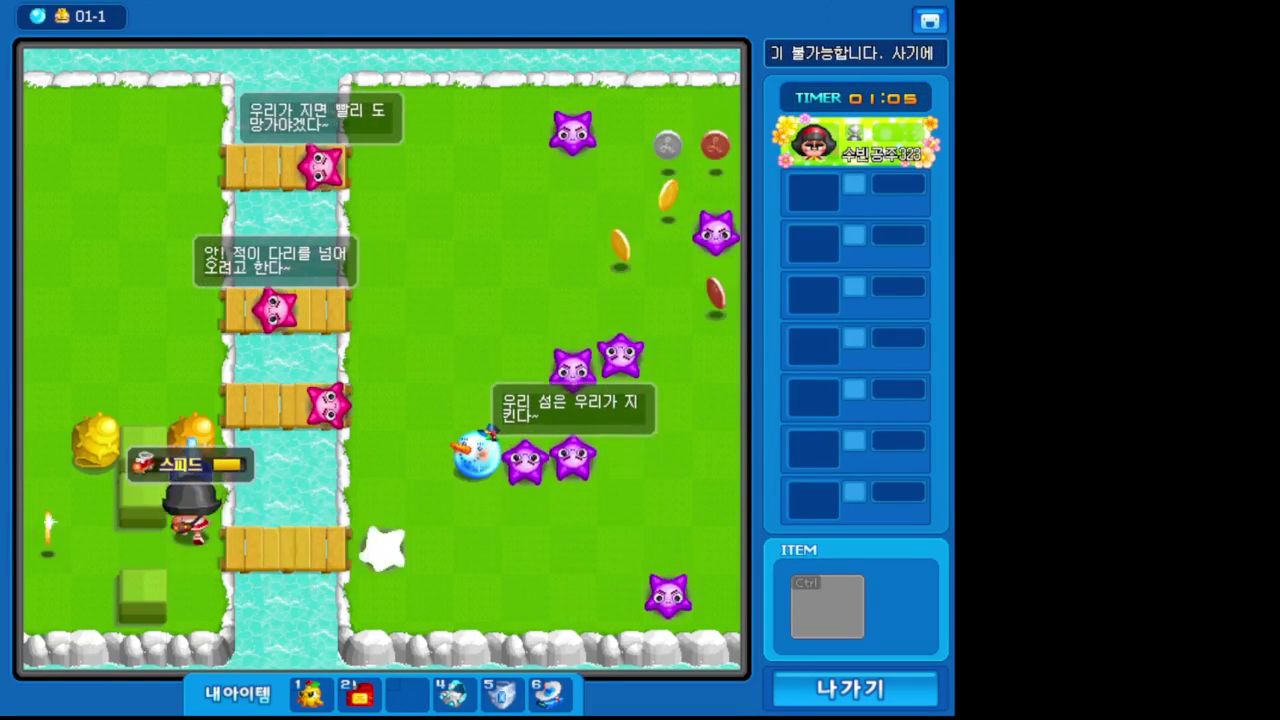 01-1
기 불가능합니다. 사기에
TIMER 01:05
우리가 지면 빨리 도
망가야겠다~
수빈공주323
앗! 적이 다리를 넘어
오려고 한다~
우리 섬은 우리가 지
킨다~
스피드
ITEM
Ctrl
내아이템
1
2
4
5
6
나가기